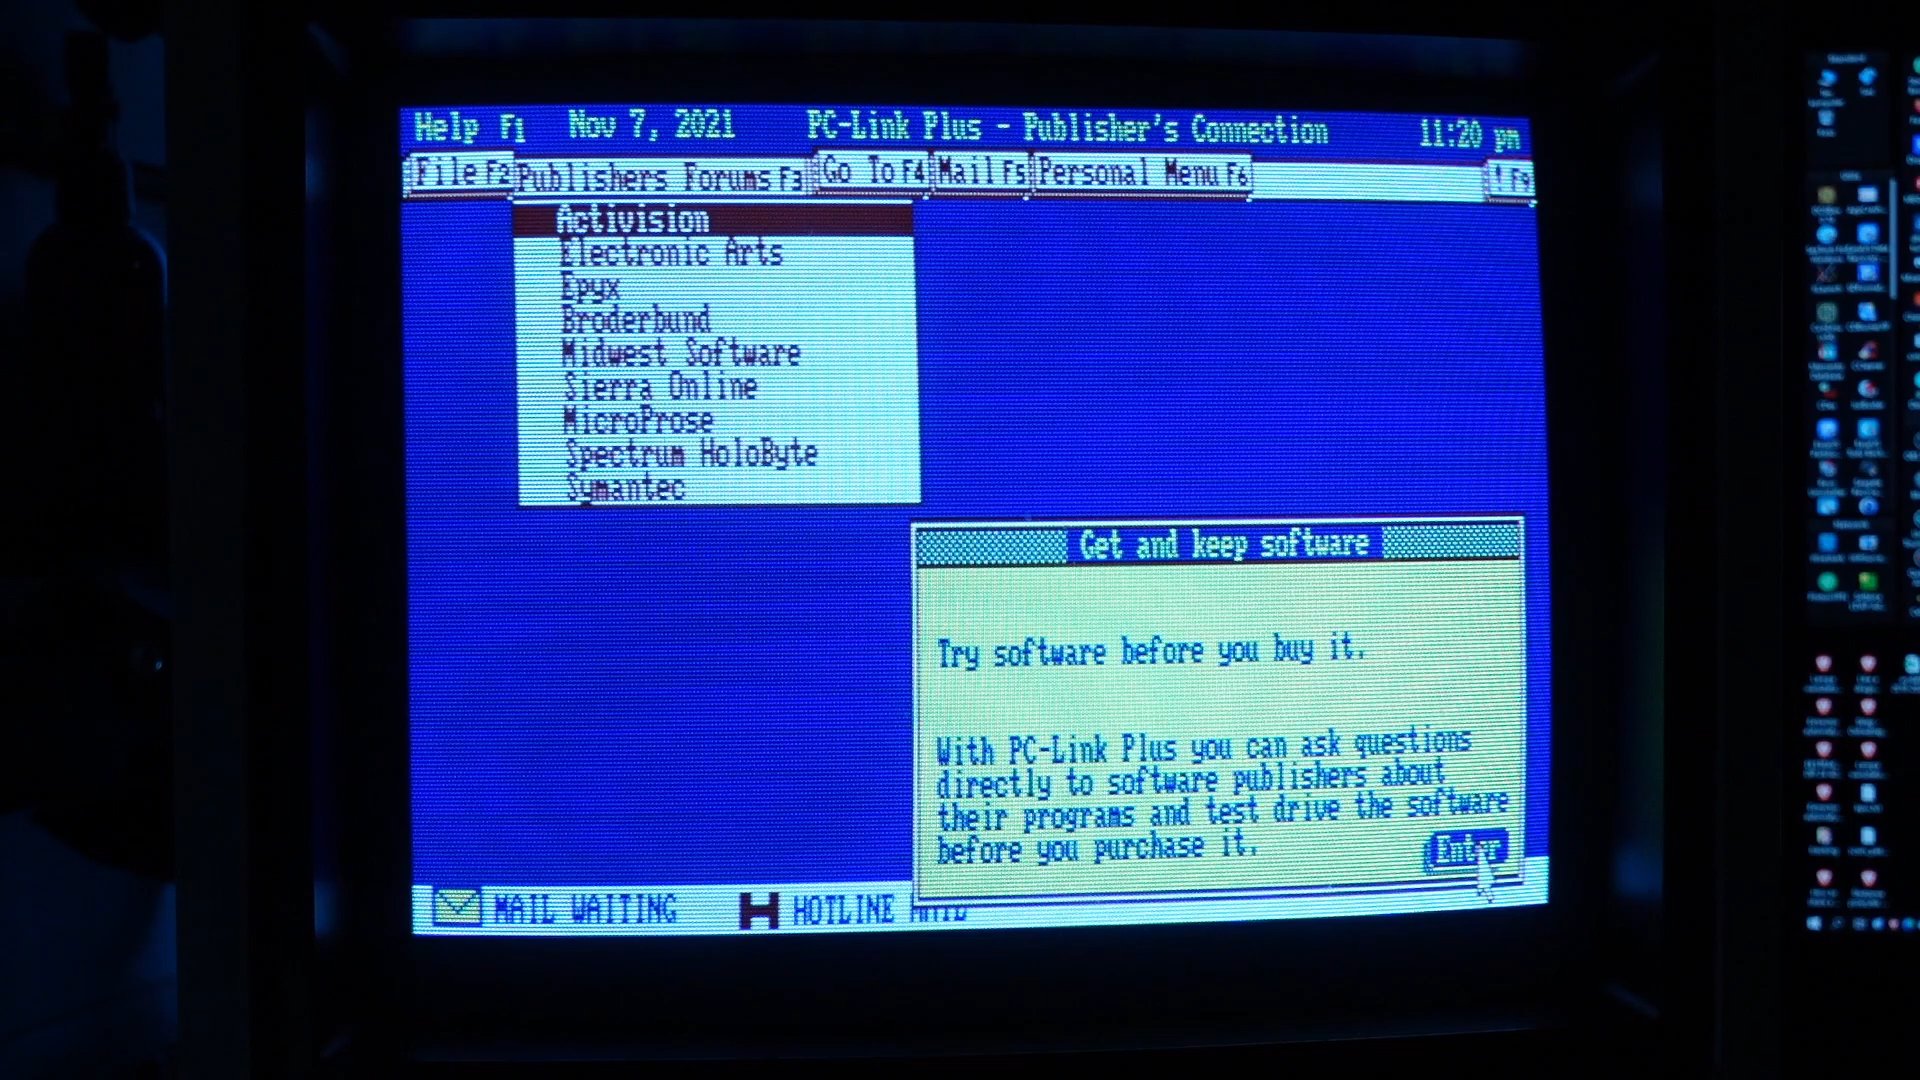 Help F1 Nov 7, 2021 PC-Link Plus - Publisher's Connection 11:20 pm
File F2 Publishers Forums F3 Go To F4 Mail F5 Personal Menu F6 ! F9
Activision
Electronic Arts
Epyx
Broderbund
Midwest Software
Sierra Online
MicroProse
Spectrum HoloByte
Symantec
Get and keep software
Try software before you buy it.
With PC-Link Plus you can ask questions
directly to software publishers about
their programs and test drive the software
before you purchase it.
Enter
MAIL WAITING HOTLINE